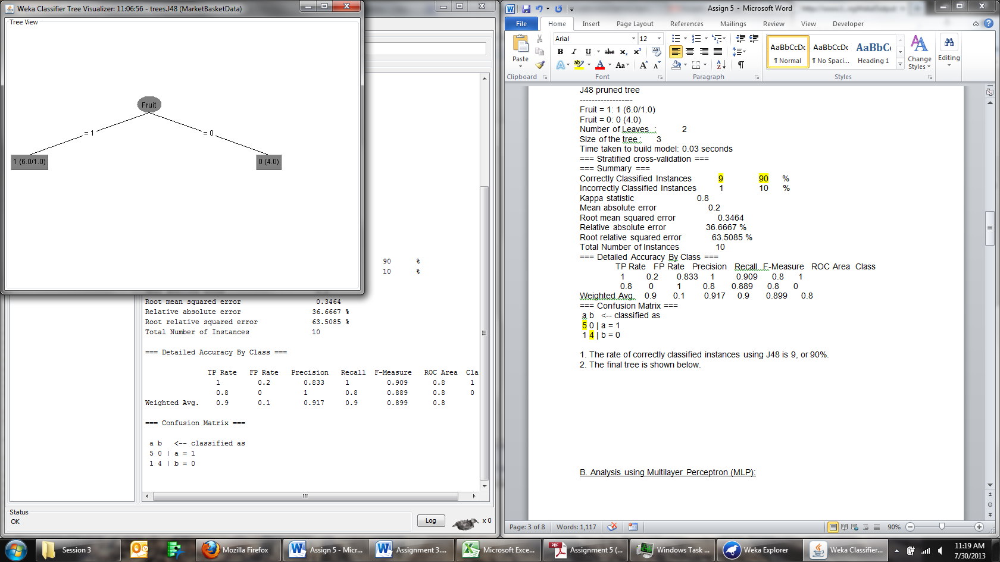 Weka Classifier Tree Visualizer: 11:06:56 - trees.J48 (MarketBasketData)
Tree View
Fruit
= 1
= 0
1 (6.0/1.0)
0 (4.0)
90 %
10 %
Root mean squared error 0.3464
Relative absolute error 36.6667 %
Root relative squared error 63.5085 %
Total Number of Instances 10
=== Detailed Accuracy By Class ===
TP Rate FP Rate Precision Recall F-Measure ROC Area Cla
1 0.2 0.833 1 0.909 0.8 1
0.8 0 1 0.8 0.889 0.8 0
Weighted Avg. 0.9 0.1 0.917 0.9 0.899 0.8
=== Confusion Matrix ===
a b <-- classified as
5 0 | a = 1
1 4 | b = 0
Status
OK
Log
x 0
Assign 5 - Microsoft Word
File Home Insert Page Layout References Mailings Review View Developer
Arial 12
Paste
B I U abc x₂ x²
A ab A Aa A A
AaBbCcDc AaBbCcDc AaBbCc
¶ Normal ¶ No Spaci... Heading 1
Change Styles
Editing
Clipboard Font Paragraph Styles
J48 pruned tree
------------------
Fruit = 1: 1 (6.0/1.0)
Fruit = 0: 0 (4.0)
Number of Leaves : 2
Size of the tree : 3
Time taken to build model: 0.03 seconds
=== Stratified cross-validation ===
=== Summary ===
Correctly Classified Instances 9 90 %
Incorrectly Classified Instances 1 10 %
Kappa statistic 0.8
Mean absolute error 0.2
Root mean squared error 0.3464
Relative absolute error 36.6667 %
Root relative squared error 63.5085 %
Total Number of Instances 10
=== Detailed Accuracy By Class ===
TP Rate FP Rate Precision Recall F-Measure ROC Area Class
1 0.2 0.833 1 0.909 0.8 1
0.8 0 1 0.8 0.889 0.8 0
Weighted Avg. 0.9 0.1 0.917 0.9 0.899 0.8
=== Confusion Matrix ===
a b <-- classified as
5 0 | a = 1
1 4 | b = 0
1. The rate of correctly classified instances using J48 is 9, or 90%.
2. The final tree is shown below.
B. Analysis using Multilayer Perceptron (MLP):
Page: 3 of 8 Words: 1,117 90%
Session 3
Mozilla Firefox
Assign 5 - Micr...
Assignment 3....
Microsoft Exce...
Assignment 5 (...
Windows Task ...
Weka Explorer
Weka Classifier...
11:19 AM
7/30/2013